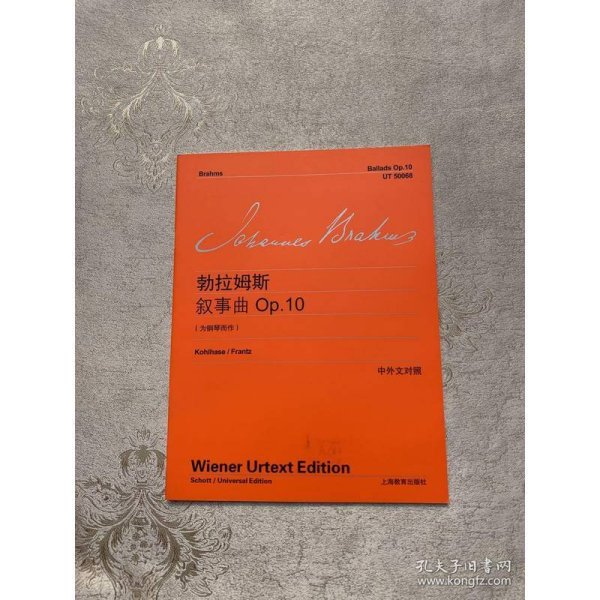 Brahms
Ballads Op.10
UT 50068
Johannes Brahms
勃拉姆斯
叙事曲 Op.10
(为钢琴而作)
Kohlhase / Frantz
中外文对照
Wiener Urtext Edition
Schott / Universal Edition
上海教育出版社
孔夫子旧书网
www.kongfz.com